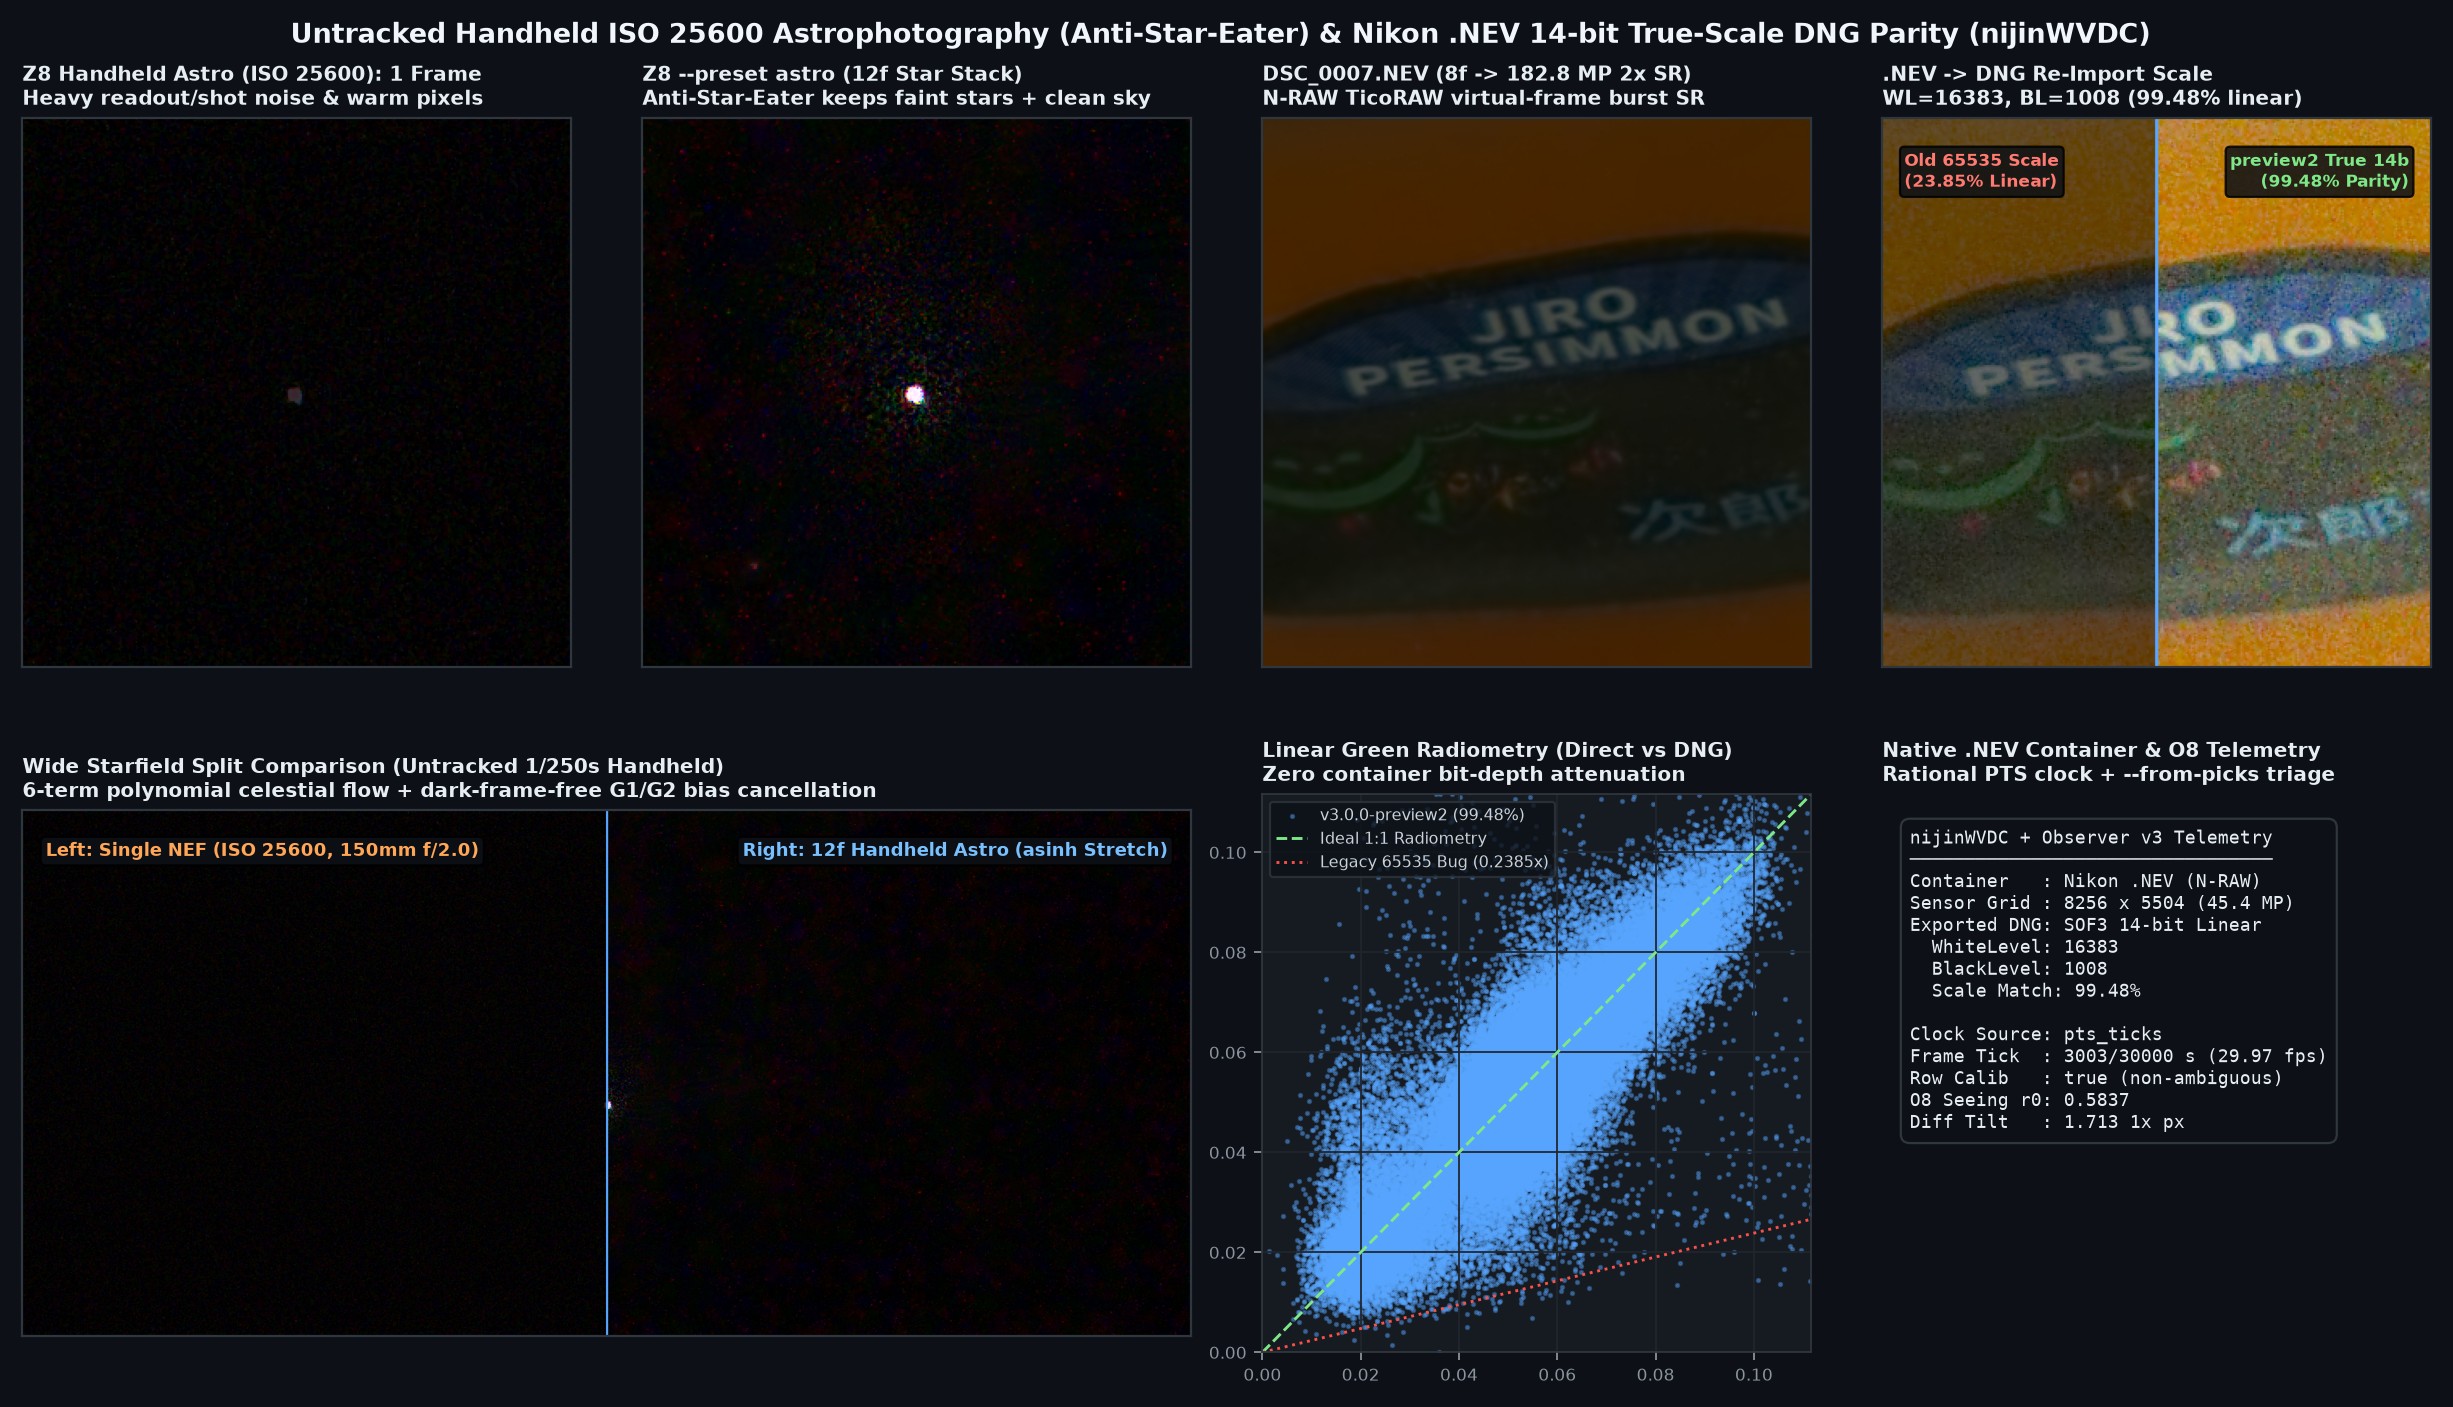 Untracked Handheld ISO 25600 Astrophotography (Anti-Star-Eater) & Nikon .NEV 14-bit True-Scale DNG Parity (nijinWVDC)
Z8 Handheld Astro (ISO 25600): 1 Frame
Heavy readout/shot noise & warm pixels
Z8 --preset astro (12f Star Stack)
Anti-Star-Eater keeps faint stars + clean sky
DSC_0007.NEV (8f -> 182.8 MP 2x SR)
N-RAW TicoRAW virtual-frame burst SR
JIRO
PERSIMMON
次郎
.NEV -> DNG Re-Import Scale
WL=16383, BL=1008 (99.48% linear)
Old 65535 Scale
(23.85% Linear)
preview2 True 14b
(99.48% Parity)
JIRO
PERSIMMON
次郎
Wide Starfield Split Comparison (Untracked 1/250s Handheld)
6-term polynomial celestial flow + dark-frame-free G1/G2 bias cancellation
Left: Single NEF (ISO 25600, 150mm f/2.0)
Right: 12f Handheld Astro (asinh Stretch)
Linear Green Radiometry (Direct vs DNG)
Zero container bit-depth attenuation
v3.0.0-preview2 (99.48%)
Ideal 1:1 Radiometry
Legacy 65535 Bug (0.2385x)
0.10
0.08
0.06
0.04
0.02
0.00
0.00 0.02 0.04 0.06 0.08 0.10
Native .NEV Container & O8 Telemetry
Rational PTS clock + --from-picks triage
nijinWVDC + Observer v3 Telemetry
Container : Nikon .NEV (N-RAW)
Sensor Grid : 8256 x 5504 (45.4 MP)
Exported DNG: SOF3 14-bit Linear
WhiteLevel: 16383
BlackLevel: 1008
Scale Match: 99.48%
Clock Source: pts_ticks
Frame Tick : 3003/30000 s (29.97 fps)
Row Calib : true (non-ambiguous)
O8 Seeing r0: 0.5837
Diff Tilt : 1.713 1x px